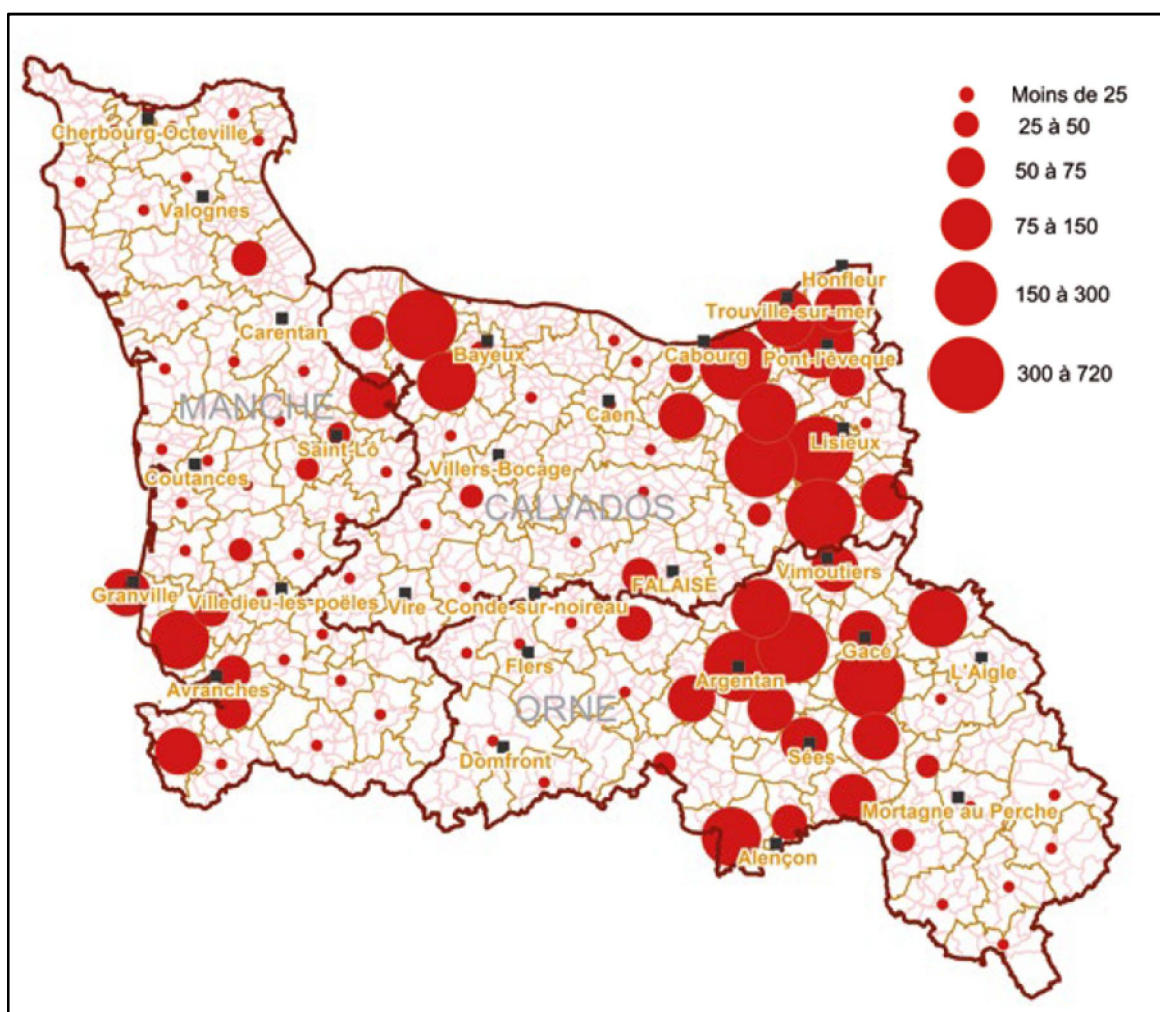 Moins de 25
Cherbourg-Octeville
25 à 50
50 à 75
Valognes
75 à 150
Honfleur
150 à 300
Trouville-sur-mer
Carentan
Bayeux
Cabourg
Pont-l'èveque
300 à 720
MANCHE
Caen
Saint-Lô
Lisieux
Coutances
Villers-Bocage
CALVADOS
Vimoutiers
FALAISE
Granville
Villedieu-les-poëles
Vire
Conde-sur-noireau
Gacé
Flers
L'Aigle
Argentan
Avranches
ORNE
Sées
Domfront
Mortagne au Perche
Alençon